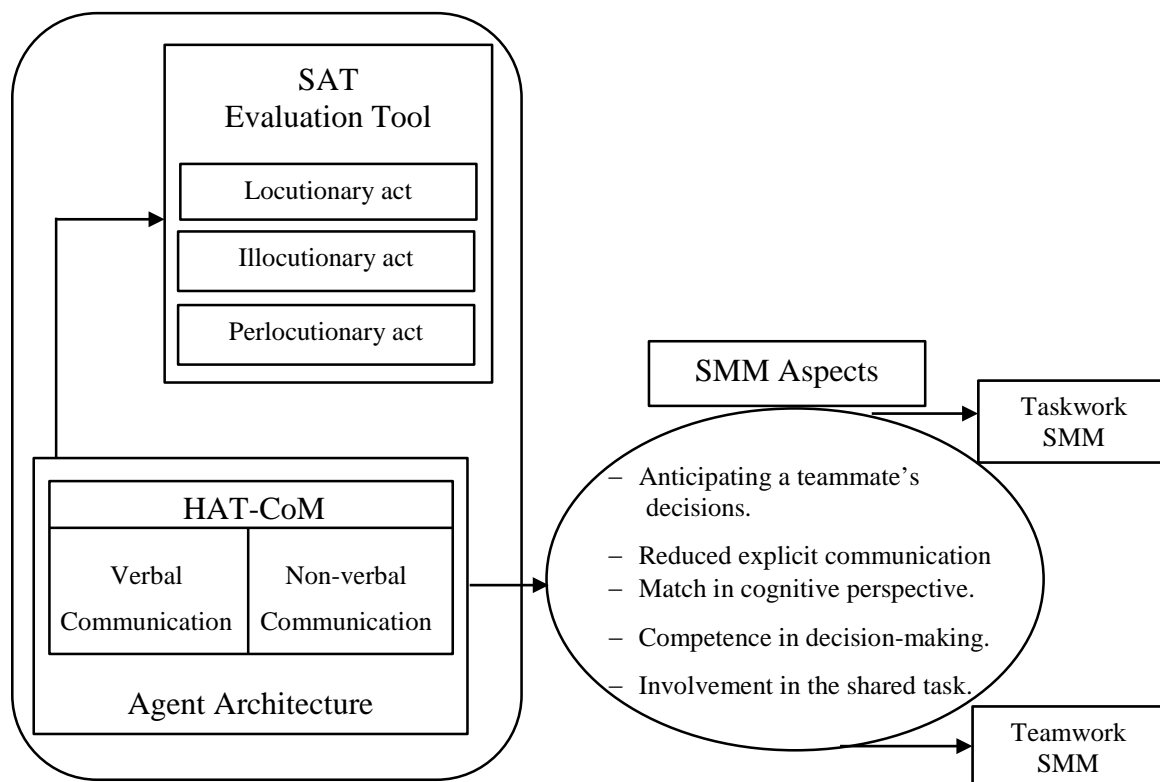 SAT
Evaluation Tool
Locutionary act
Illocutionary act
Perlocutionary act
HAT-CoM
Verbal
Communication
Non-verbal
Communication
Agent Architecture
SMM Aspects
– Anticipating a teammate’s
decisions.
– Reduced explicit communication
– Match in cognitive perspective.
– Competence in decision-making.
– Involvement in the shared task.
Taskwork
SMM
Teamwork
SMM